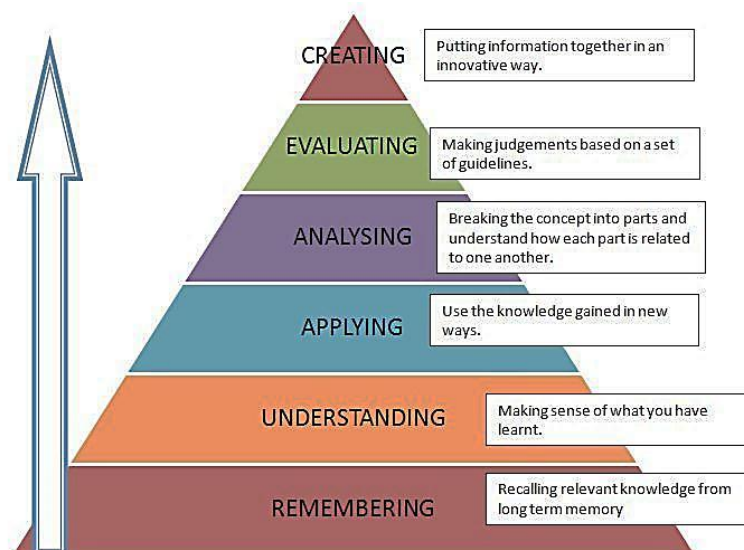 CREATING
Putting information together in an
innovative way.
EVALUATING
Making judgements based on a set
of guidelines.
ANALYSING
Breaking the concept into parts and
understand how each part is related
to one another.
APPLYING
Use the knowledge gained in new
ways.
UNDERSTANDING
Making sense of what you have
learnt.
REMEMBERING
Recalling relevant knowledge from
long term memory